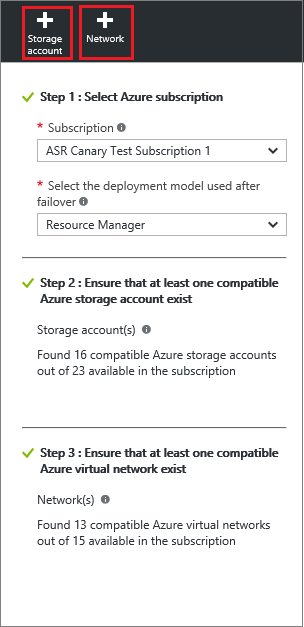 Storage account
Network
Step 1 : Select Azure subscription
* Subscription
ASR Canary Test Subscription 1
* Select the deployment model used after
failover
Resource Manager
Step 2 : Ensure that at least one compatible
Azure storage account exist
Storage account(s)
Found 16 compatible Azure storage accounts
out of 23 available in the subscription
Step 3 : Ensure that at least one compatible
Azure virtual network exist
Network(s)
Found 13 compatible Azure virtual networks
out of 15 available in the subscription